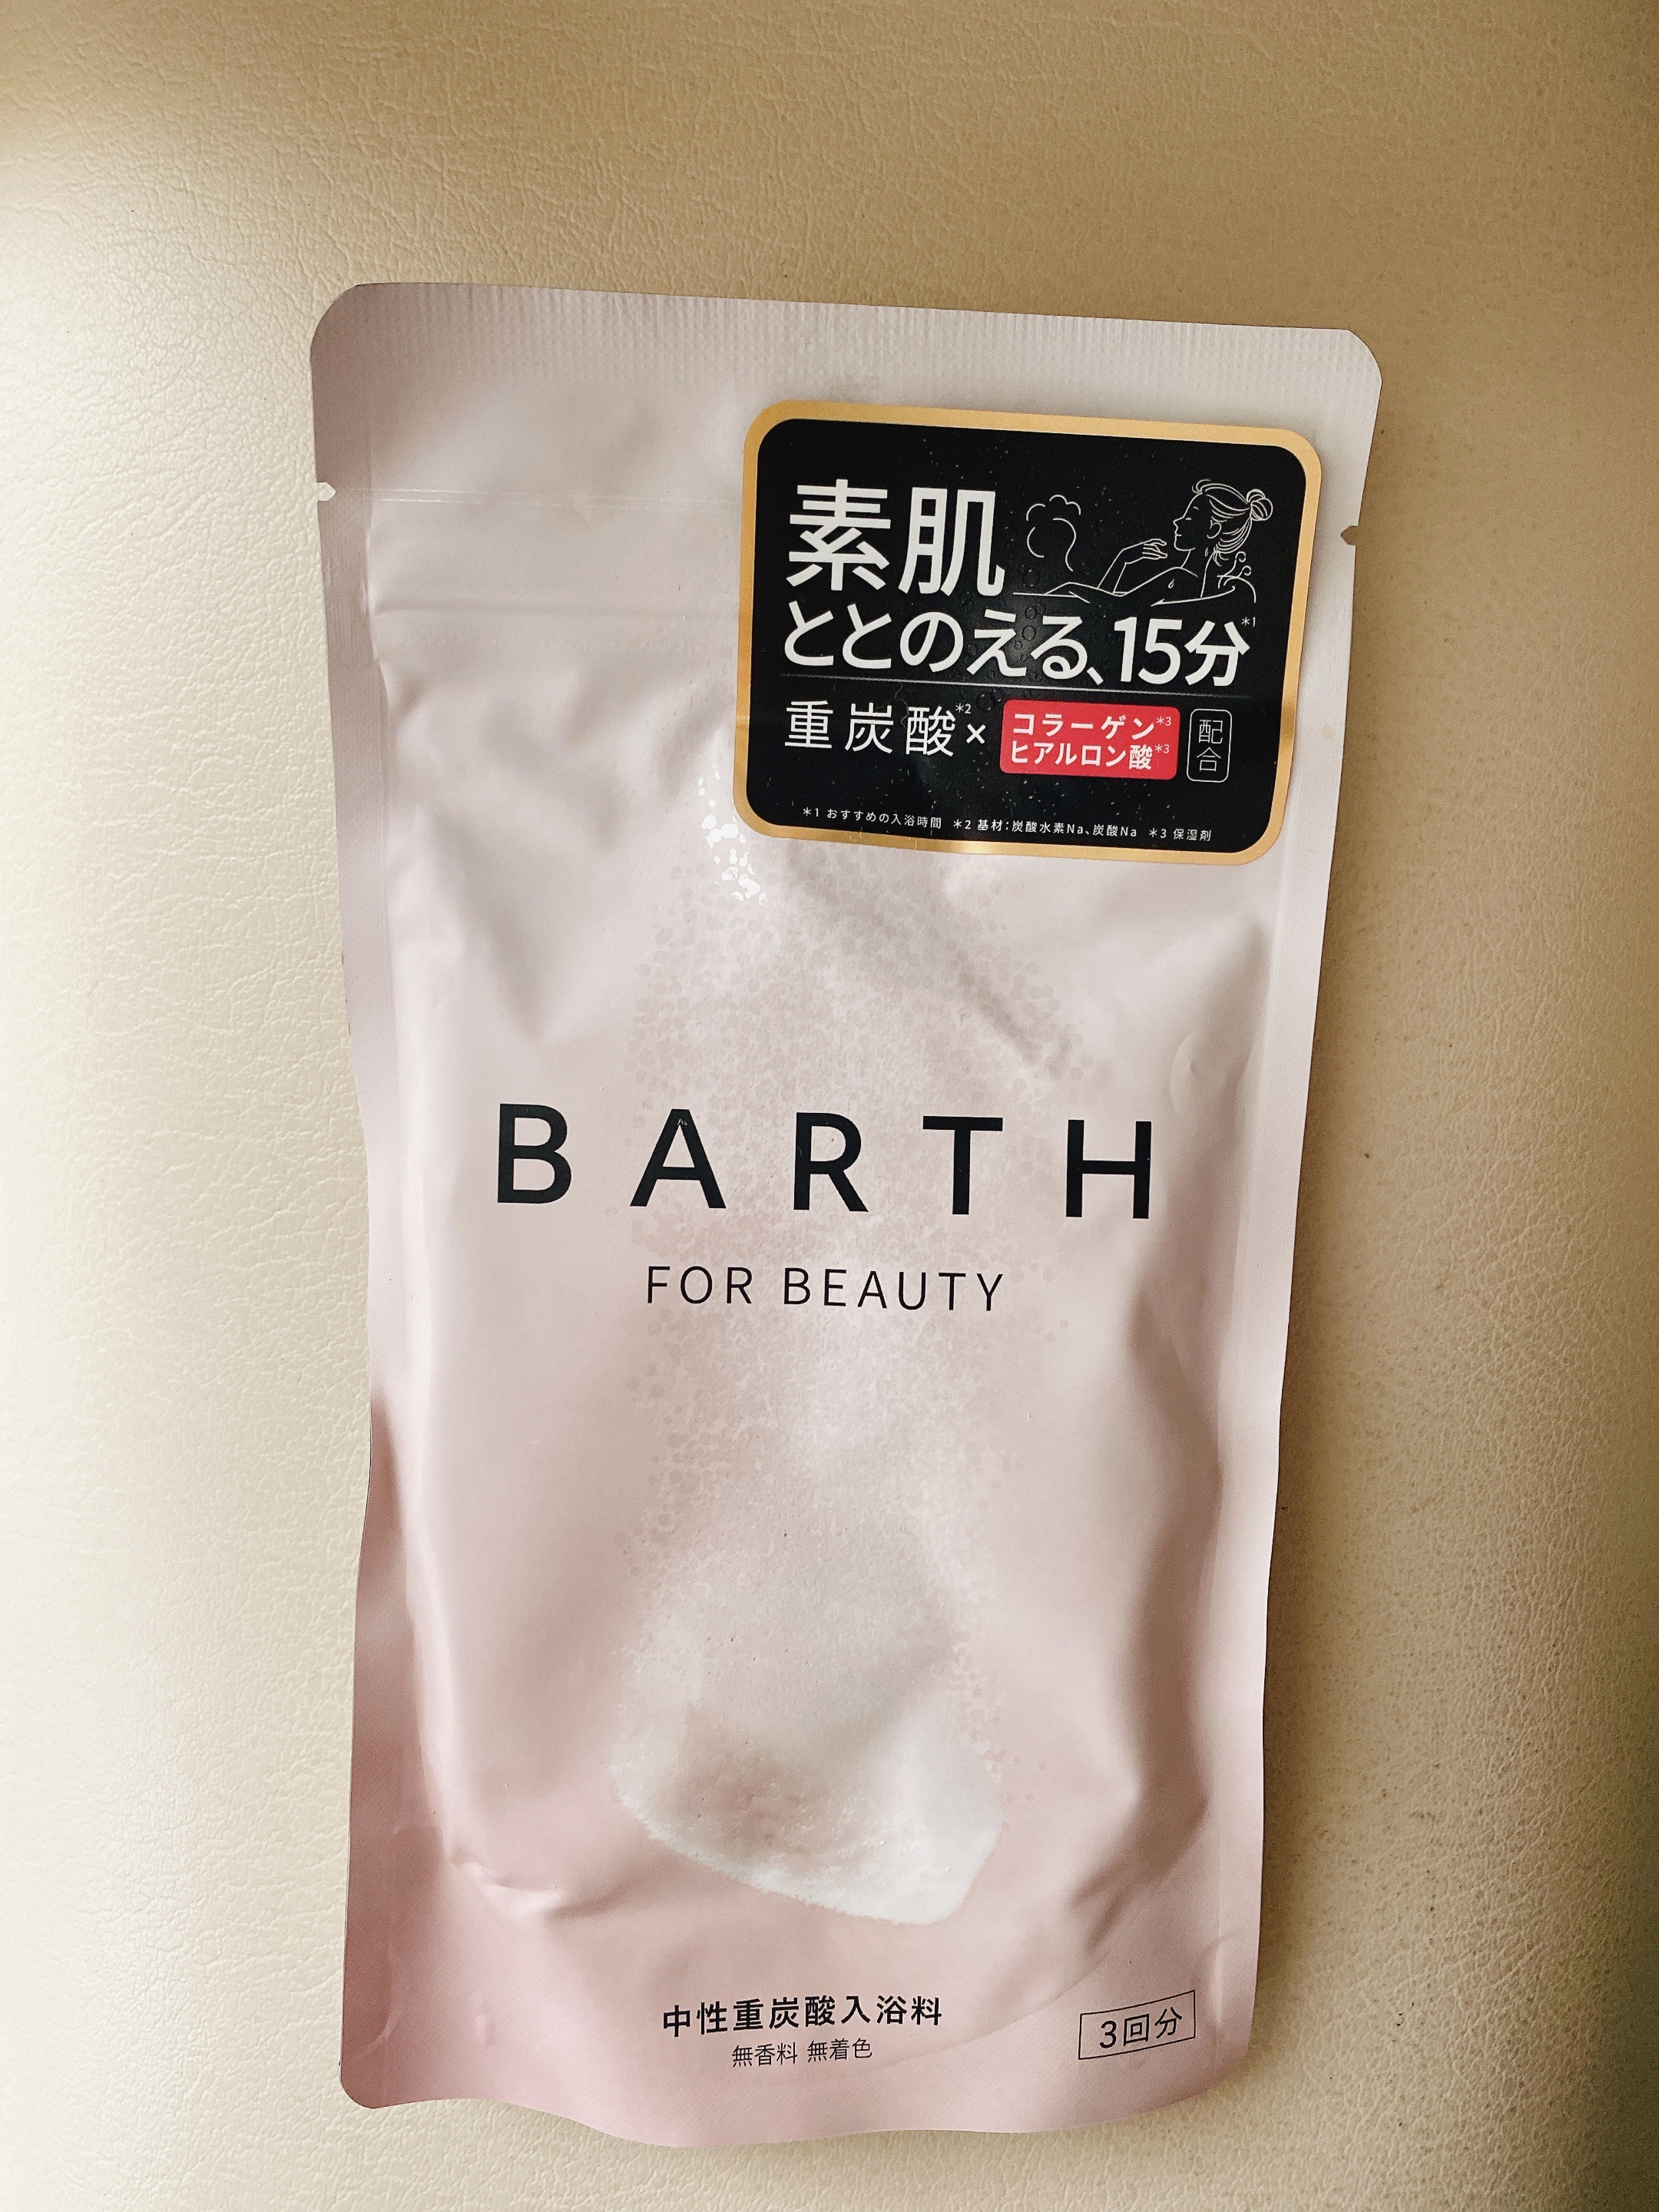 素肌
ととのえる、15分*1
重炭酸*2×
コラーゲン*3
ヒアルロン酸*3
配合
*1 おすすめの入浴時間 *2 基材:炭酸水素Na、炭酸Na *3 保湿剤
BARTH
FOR BEAUTY
中性重炭酸入浴料
無香料 無着色
3回分